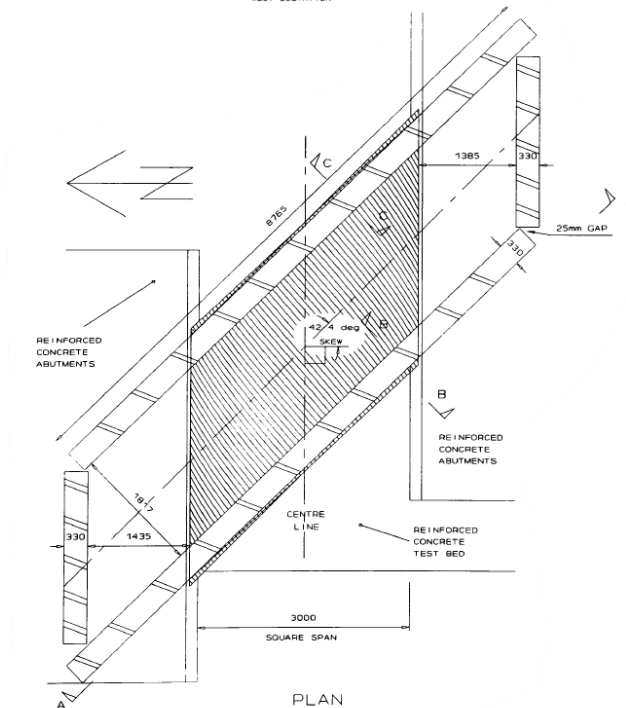 C
1385
330
8765
C
25mm GAP
330
42.4 deg
SKEW
B
REINFORCED
CONCRETE
ABUTMENTS
B
REINFORCED
CONCRETE
ABUTMENTS
1817
CENTRE
LINE
REINFORCED
CONCRETE
TEST BED
330
1435
3000
SQUARE SPAN
A
PLAN